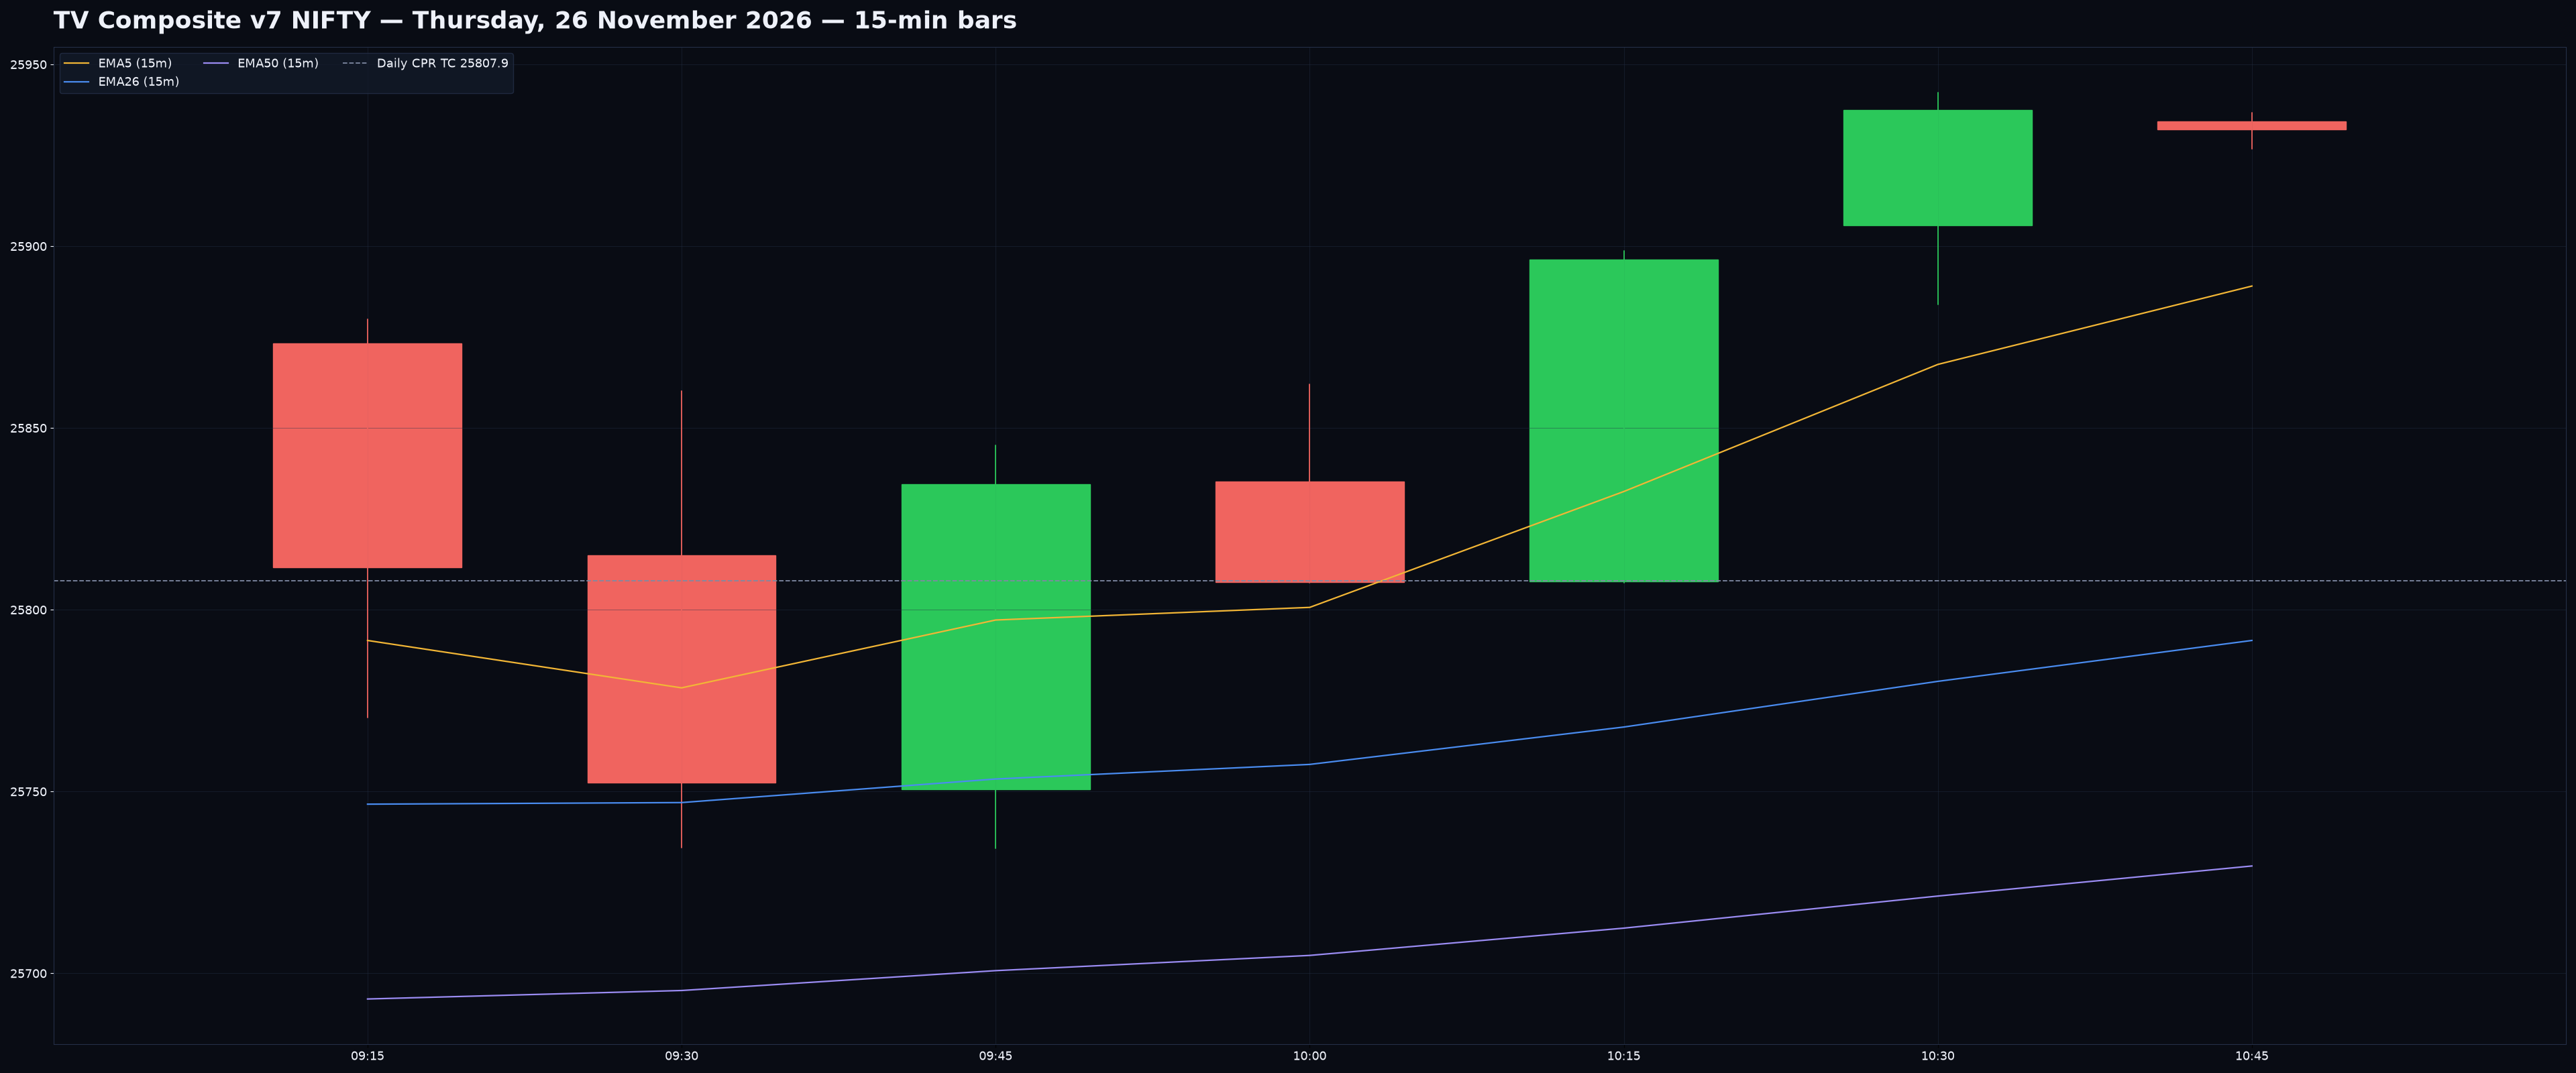 TV Composite v7 NIFTY — Thursday, 26 November 2026 — 15-min bars
EMA5 (15m) EMA50 (15m) Daily CPR TC 25807.9
EMA26 (15m)
25950
25900
25850
25800
25750
25700
09:15 09:30 09:45 10:00 10:15 10:30 10:45